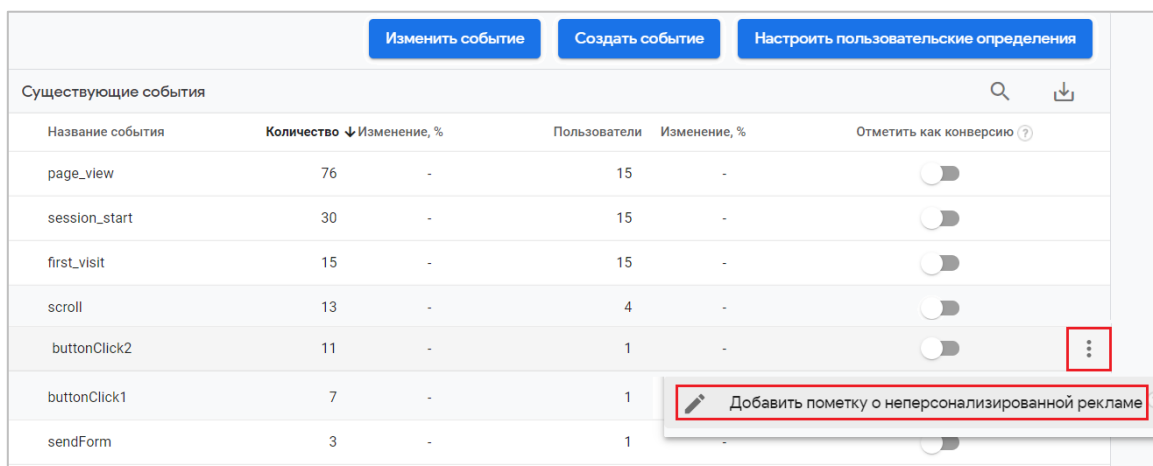 Изменить событие Создать событие Настроить пользовательские определения
Существующие события
Название события Количество Изменение, % Пользователи Изменение, % Отметить как конверсию ?
page_view 76 - 15 -
session_start 30 - 15 -
first_visit 15 - 15 -
scroll 13 - 4 -
buttonClick2 11 - 1 -
buttonClick1 7 - 1
Добавить пометку о неперсонализированной рекламе
sendForm 3 - 1 -